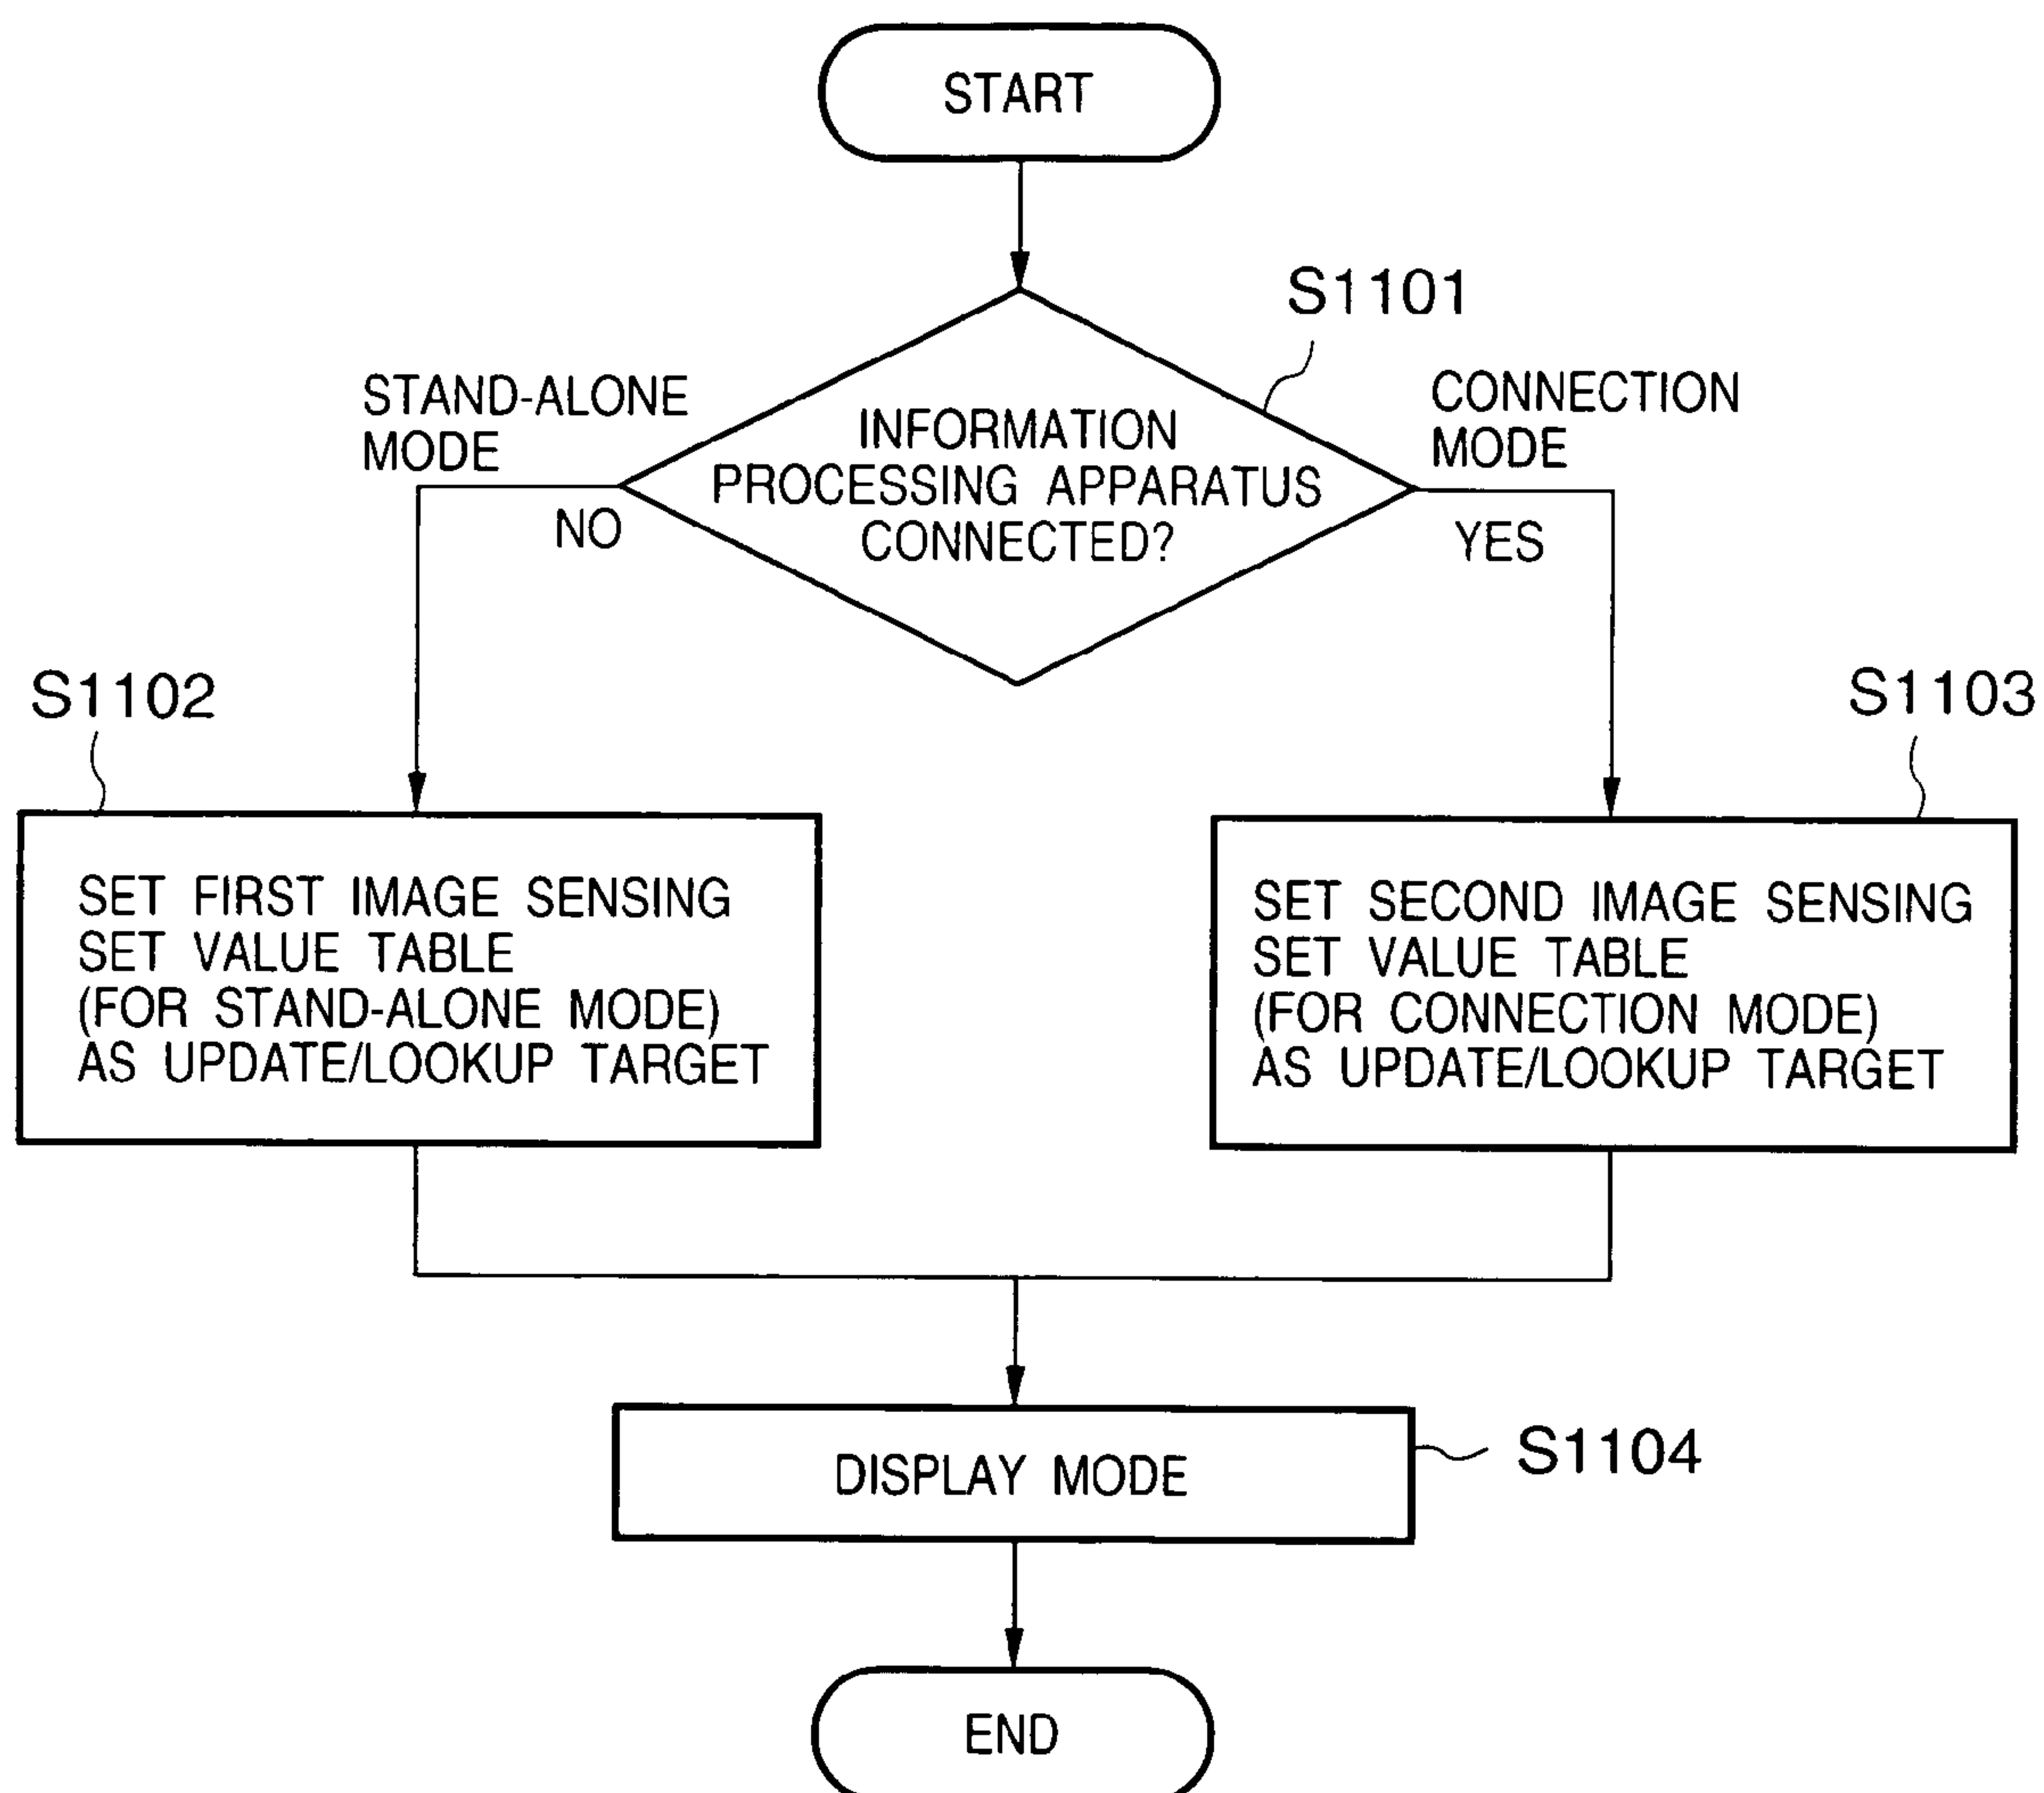 START
S1101
STAND-ALONE
MODE
CONNECTION
MODE
INFORMATION
PROCESSING APPARATUS
CONNECTED?
NO
YES
S1102
S1103
SET FIRST IMAGE SENSING
SET VALUE TABLE
(FOR STAND-ALONE MODE)
AS UPDATE/LOOKUP TARGET
SET SECOND IMAGE SENSING
SET VALUE TABLE
(FOR CONNECTION MODE)
AS UPDATE/LOOKUP TARGET
DISPLAY MODE
S1104
END